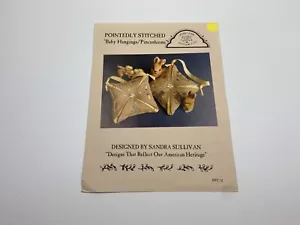 POINTEDLY STITCHED
"Baby Hangings/Pincushions"
DESIGNED BY SANDRA SULLIVAN
"Designs That Reflect Our American Heritage"